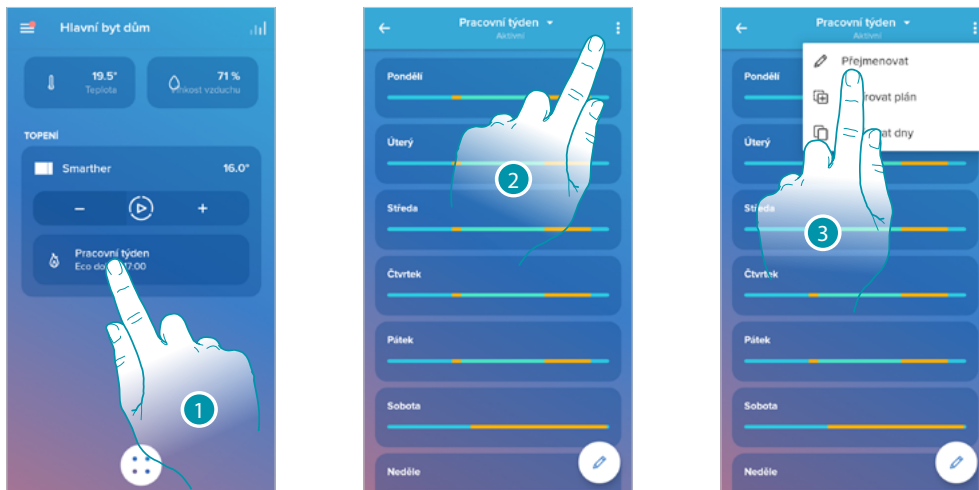 Hlavní byt dům
19.5°
Teplota
71 %
vzduchu
TOPENÍ
Smarther
16.0°
−
+
Pracovní týden
Eco
17:00
1
Pracovní týden
Aktivní
Pondělí
Úterý
Středa
Čtvrtek
Pátek
Sobota
Neděle
2
Pracovní týden
Aktivní
Přejmenovat
plán
dny
Pondělí
Úterý
Středa
Čtvrtek
Pátek
Sobota
Neděle
3